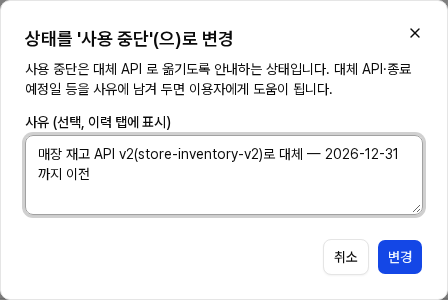 상태를 '사용 중단'(으)로 변경
사용 중단은 대체 API 로 옮기도록 안내하는 상태입니다. 대체 API·종료
예정일 등을 사유에 남겨 두면 이용자에게 도움이 됩니다.
사유 (선택, 이력 탭에 표시)
매장 재고 API v2(store-inventory-v2)로 대체 — 2026-12-31
까지 이전
취소
변경